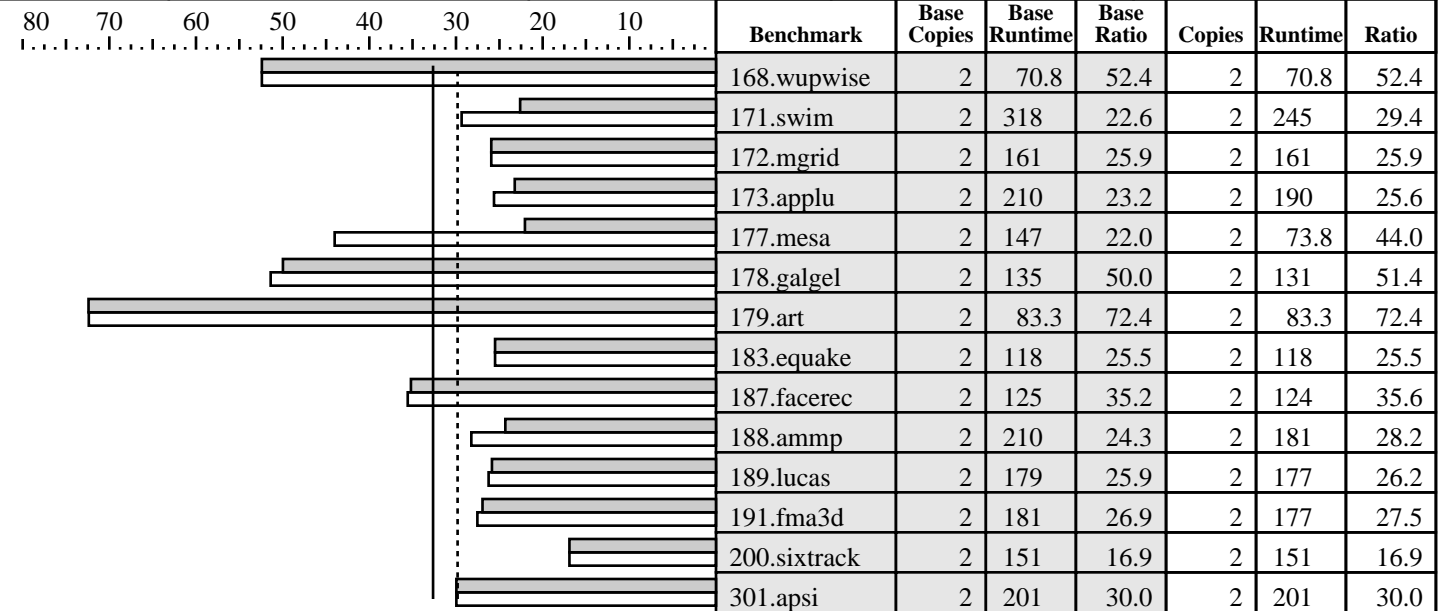 80 70 60 50 40 30 20 10
Benchmark Base Copies Base Runtime Base Ratio Copies Runtime Ratio
168.wupwise 2 70.8 52.4 2 70.8 52.4
171.swim 2 318 22.6 2 245 29.4
172.mgrid 2 161 25.9 2 161 25.9
173.applu 2 210 23.2 2 190 25.6
177.mesa 2 147 22.0 2 73.8 44.0
178.galgel 2 135 50.0 2 131 51.4
179.art 2 83.3 72.4 2 83.3 72.4
183.equake 2 118 25.5 2 118 25.5
187.facerec 2 125 35.2 2 124 35.6
188.ammp 2 210 24.3 2 181 28.2
189.lucas 2 179 25.9 2 177 26.2
191.fma3d 2 181 26.9 2 177 27.5
200.sixtrack 2 151 16.9 2 151 16.9
301.apsi 2 201 30.0 2 201 30.0